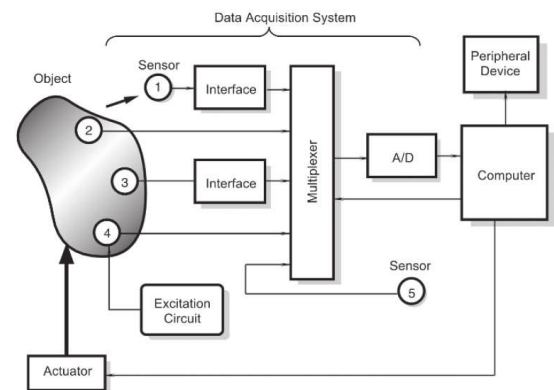 Data Acquisition System
Object
Sensor
1
Interface
Peripheral
Device
2
Multiplexer
A/D
Computer
3
Interface
4
Sensor
5
Excitation
Circuit
Actuator